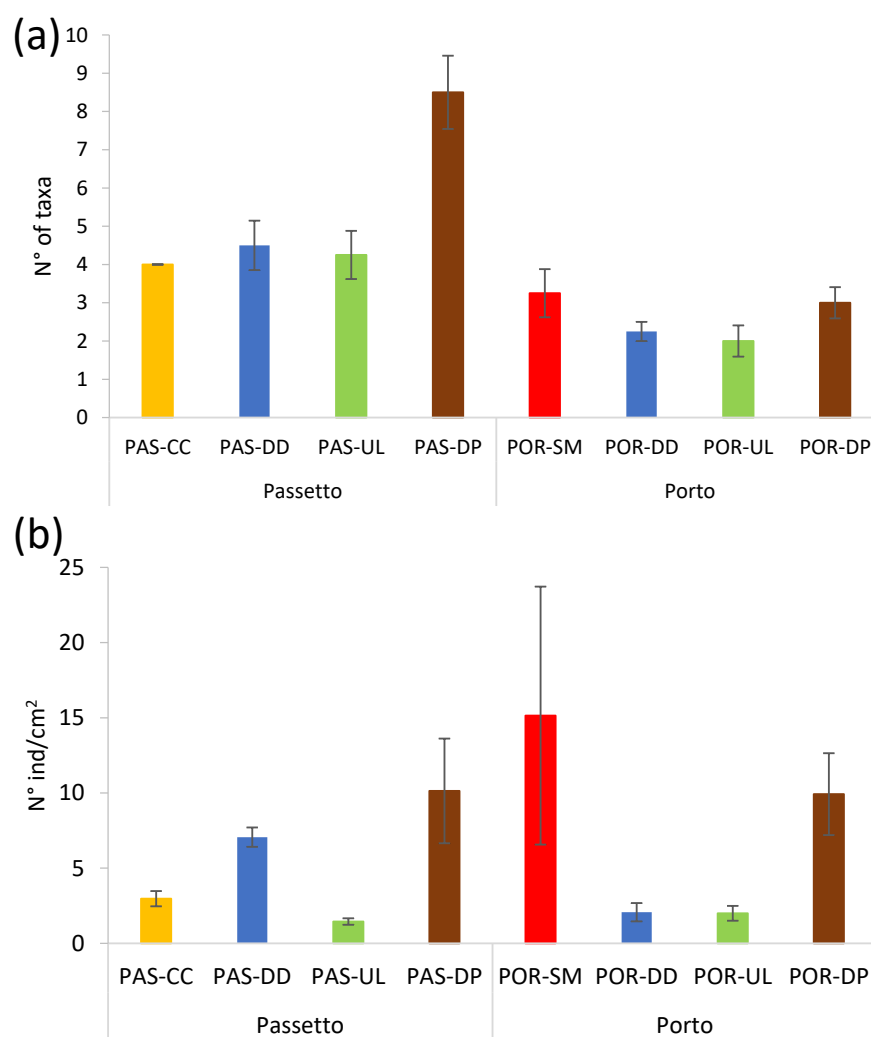 (a)
N° of taxa
10
9
8
7
6
5
4
3
2
1
0
PAS-CC PAS-DD PAS-UL PAS-DP POR-SM POR-DD POR-UL POR-DP
Passetto Porto
(b)
N° ind/cm²
25
20
15
10
5
0
PAS-CC PAS-DD PAS-UL PAS-DP POR-SM POR-DD POR-UL POR-DP
Passetto Porto